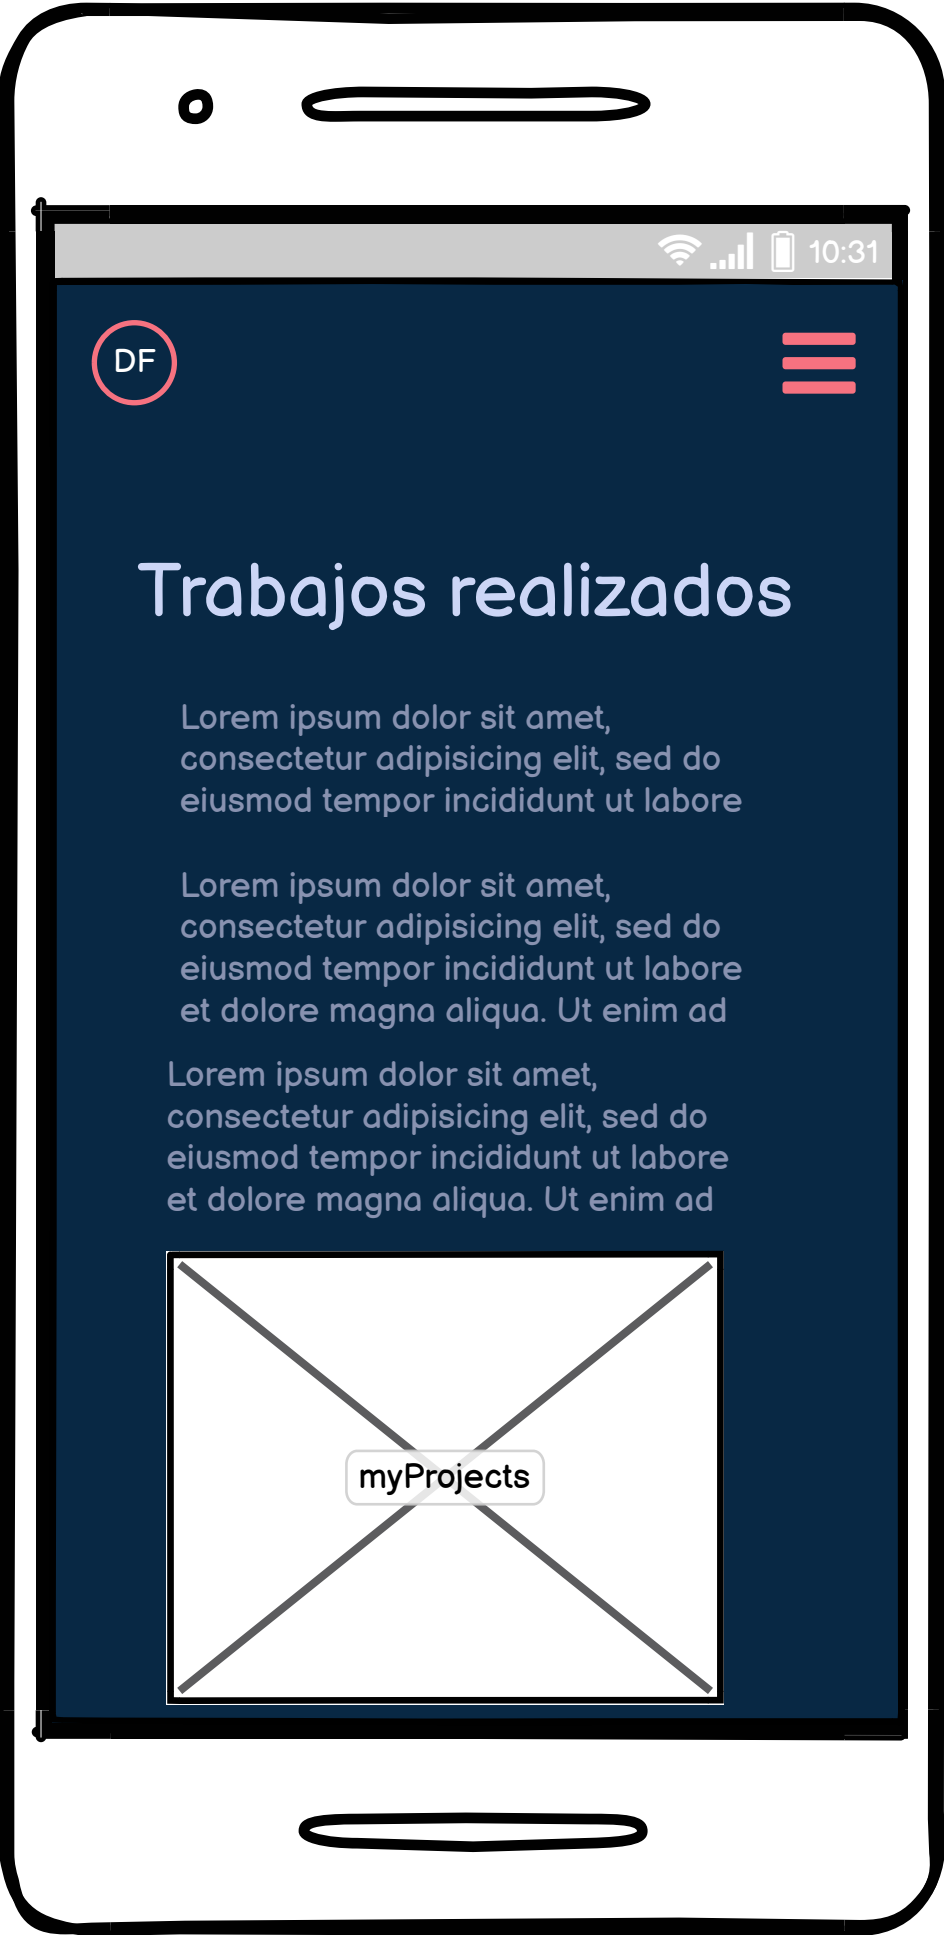 10:31
DF
Trabajos realizados
Lorem ipsum dolor sit amet,
consectetur adipisicing elit, sed do
eiusmod tempor incididunt ut labore
Lorem ipsum dolor sit amet,
consectetur adipisicing elit, sed do
eiusmod tempor incididunt ut labore
et dolore magna aliqua. Ut enim ad
Lorem ipsum dolor sit amet,
consectetur adipisicing elit, sed do
eiusmod tempor incididunt ut labore
et dolore magna aliqua. Ut enim ad
myProjects